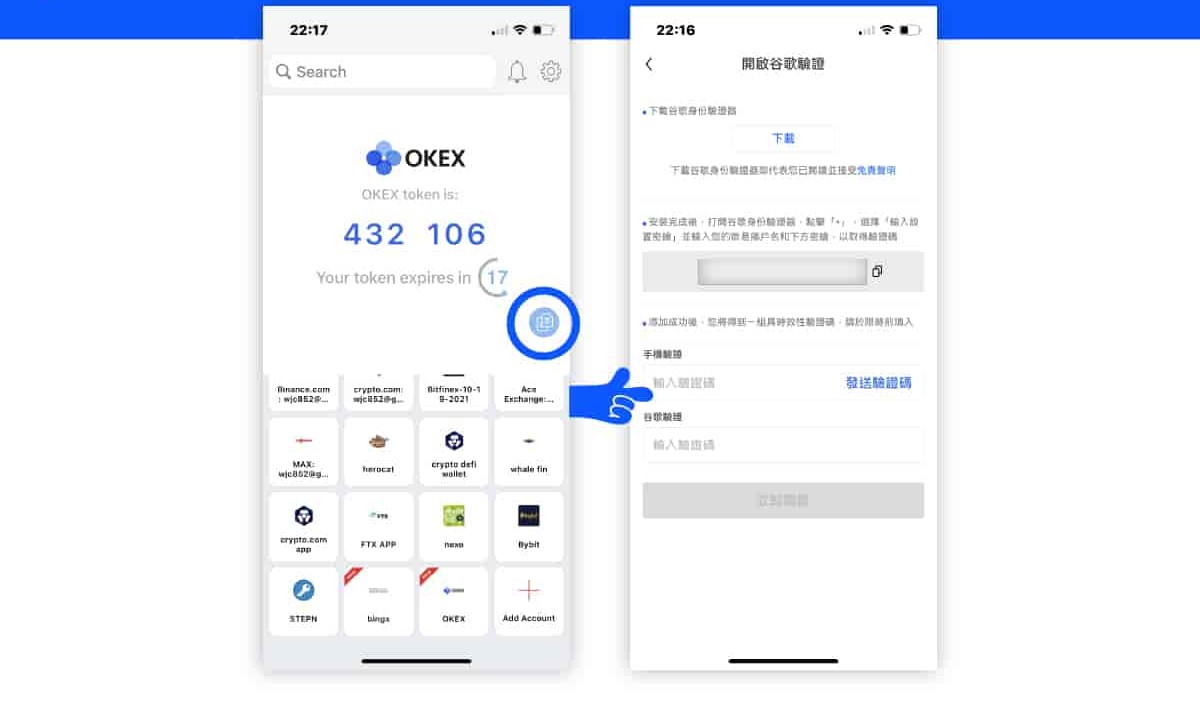 22:17
Search
OKEX
OKEX token is:
432 106
Your token expires in 17
Binance.com
: wjc852@...
crypto.com:
wjc852@g...
Bitfinex-10-1
9-2021
Ace
Exchange:...
MAX:
wjc852@g...
herocat
crypto defi
wallet
whale fin
crypto.com
app
FTX
FTX APP
nexo
Bybit
STEPN
bingx
OKEX
Add Account
22:16
開啟谷歌驗證
下載谷歌身份驗證器
下載
下載谷歌身份驗證器即代表您已閱讀並接受免責聲明
安裝完成後，打開谷歌身份驗證器，點擊「+」，選擇「輸入設
置密鑰」並輸入您的歐易賬戶名和下方密鑰，以取得驗證碼
添加成功後，您將得到一組具時效性驗證碼，請於限時前填入
手機驗證
輸入驗證碼
發送驗證碼
谷歌驗證
輸入驗證碼